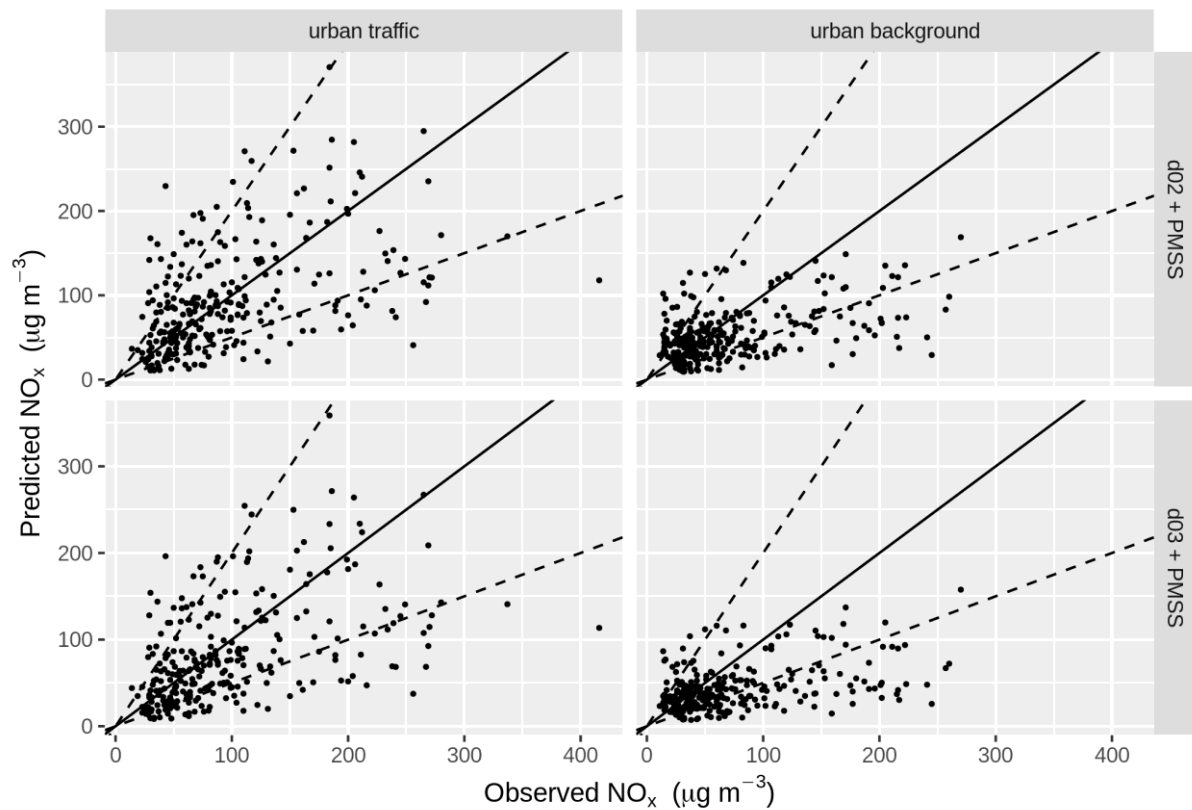 urban traffic
urban background
300
200
100
0
d02 + PMSS
300
200
100
0
d03 + PMSS
0 100 200 300 400
0 100 200 300 400
Predicted NOₓ (μg m⁻³)
Observed NOₓ (μg m⁻³)